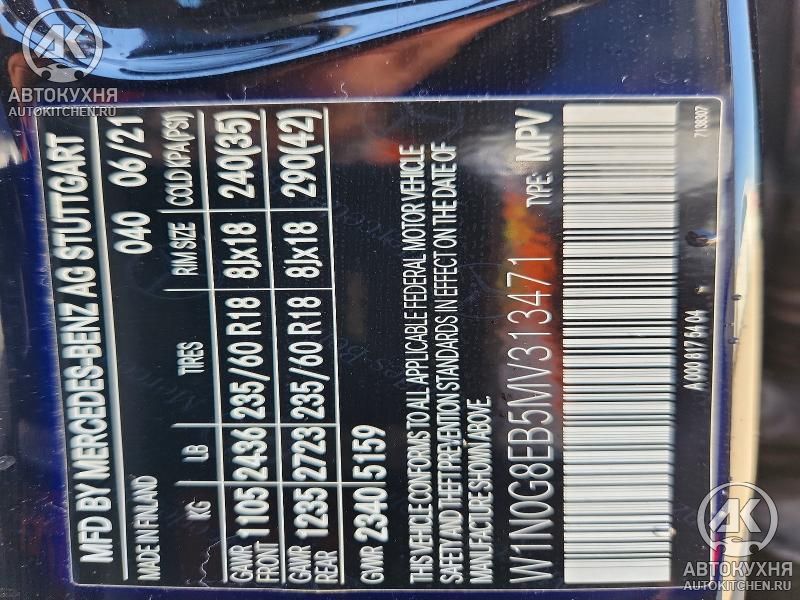 MFD BY MERCEDES-BENZ AG STUTTGART
MADE IN FINLAND 040 06/21
KG LB TIRES RIM SIZE COLD KPA(PSI)
GAWR FRONT 1105 2436 235/60 R18 8Jx18 240(35)
GAWR REAR 1235 2723 235/60 R18 8Jx18 290(42)
GVWR 2340 5159
THIS VEHICLE CONFORMS TO ALL APPLICABLE FEDERAL MOTOR VEHICLE
SAFETY AND THEFT PREVENTION STANDARDS IN EFFECT ON THE DATE OF
MANUFACTURE SHOWN ABOVE.
W1N0G8EB5MV313471 TYPE: MPV
A 000 817 54 04 7138307
АК
АВТОКУХНЯ
AUTOKITCHEN.RU
АК
АВТОКУХНЯ
AUTOKITCHEN.RU